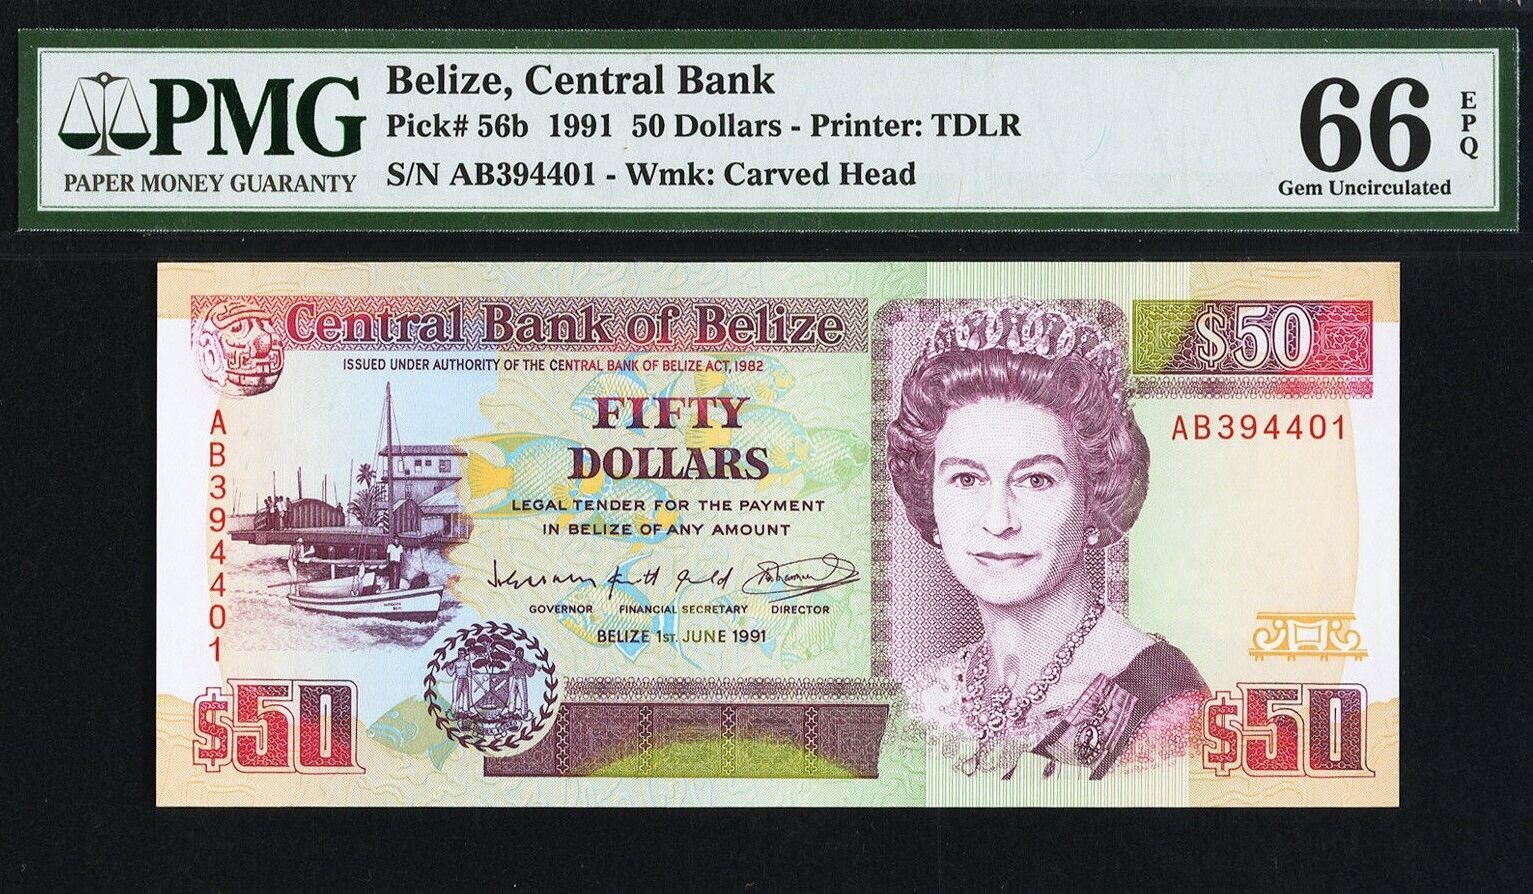 PMG
PAPER MONEY GUARANTY
Belize, Central Bank
Pick# 56b 1991 50 Dollars - Printer: TDLR
S/N AB394401 - Wmk: Carved Head
66
EPQ
Gem Uncirculated
Central Bank of Belize
$50
ISSUED UNDER AUTHORITY OF THE CENTRAL BANK OF BELIZE ACT, 1982
FIFTY
DOLLARS
AB394401
AB394401
LEGAL TENDER FOR THE PAYMENT
IN BELIZE OF ANY AMOUNT
GOVERNOR FINANCIAL SECRETARY DIRECTOR
BELIZE 1ST. JUNE 1991
$50
$50